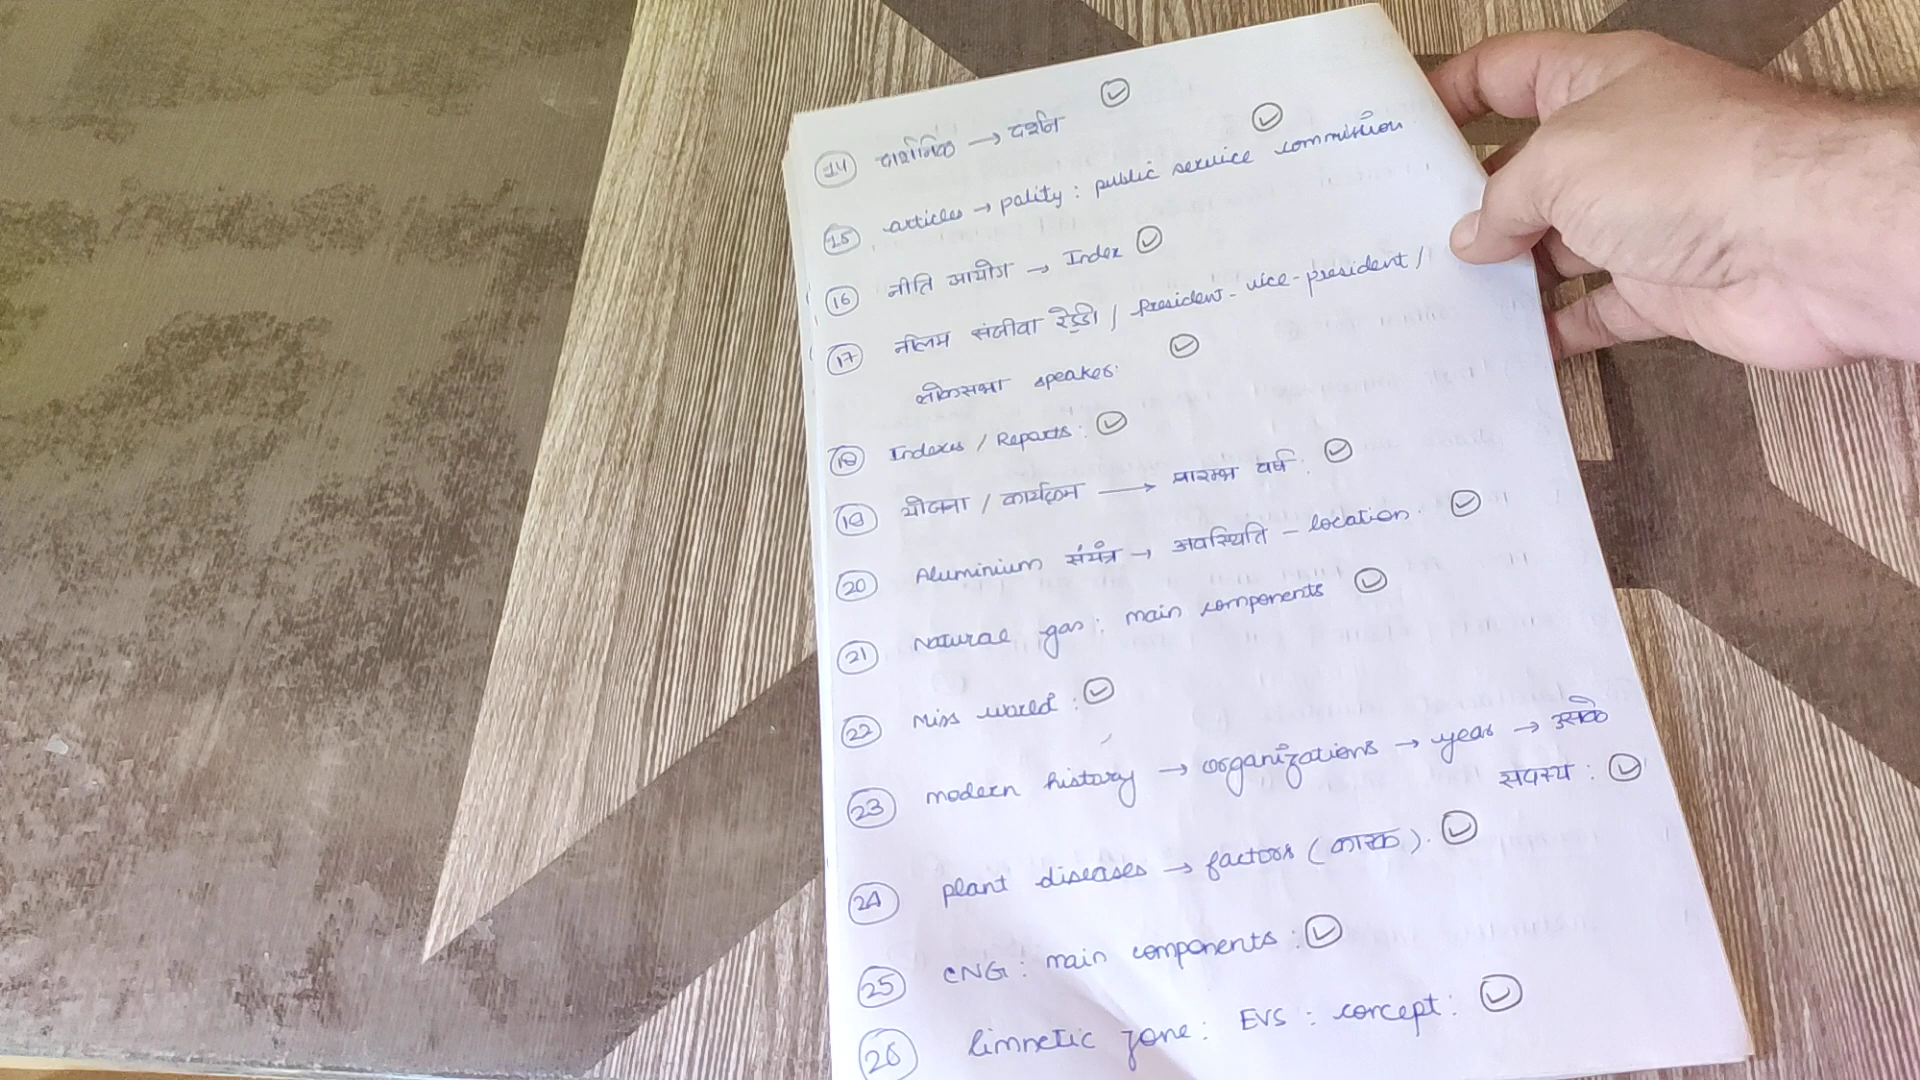 14 दार्शनिक → दर्शन
15 articles → polity : public service commission
16 नीति आयोग → Index
17 नीलम संजीवा रेड्डी / President - vice-president /
लोकसभा speaker.
18 Indexes / Reports :
19 योजना / कार्यक्रम → प्रारम्भ वर्ष :
20 Aluminium संयंत्र → अवस्थिति - location.
21 Natural gas : main components
22 Miss world :
23 modern history → organizations → year → उसके
सदस्य :
24 plant diseases → factors (कारक).
25 CNG : main components :
26 limnetic zone : EVS : concept :